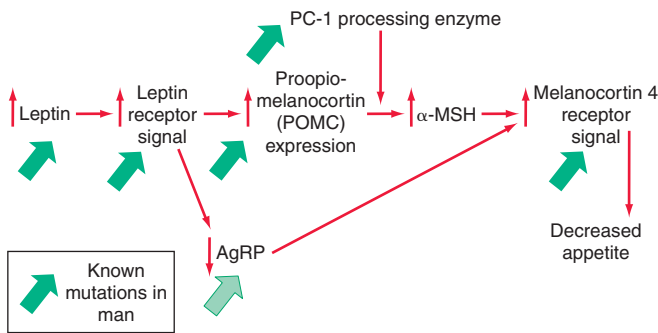 PC-1 processing enzyme
Leptin
Leptin
receptor
signal
Proopio-
melanocortin
(POMC)
expression
α-MSH
Melanocortin 4
receptor
signal
AgRP
Decreased
appetite
Known
mutations in
man